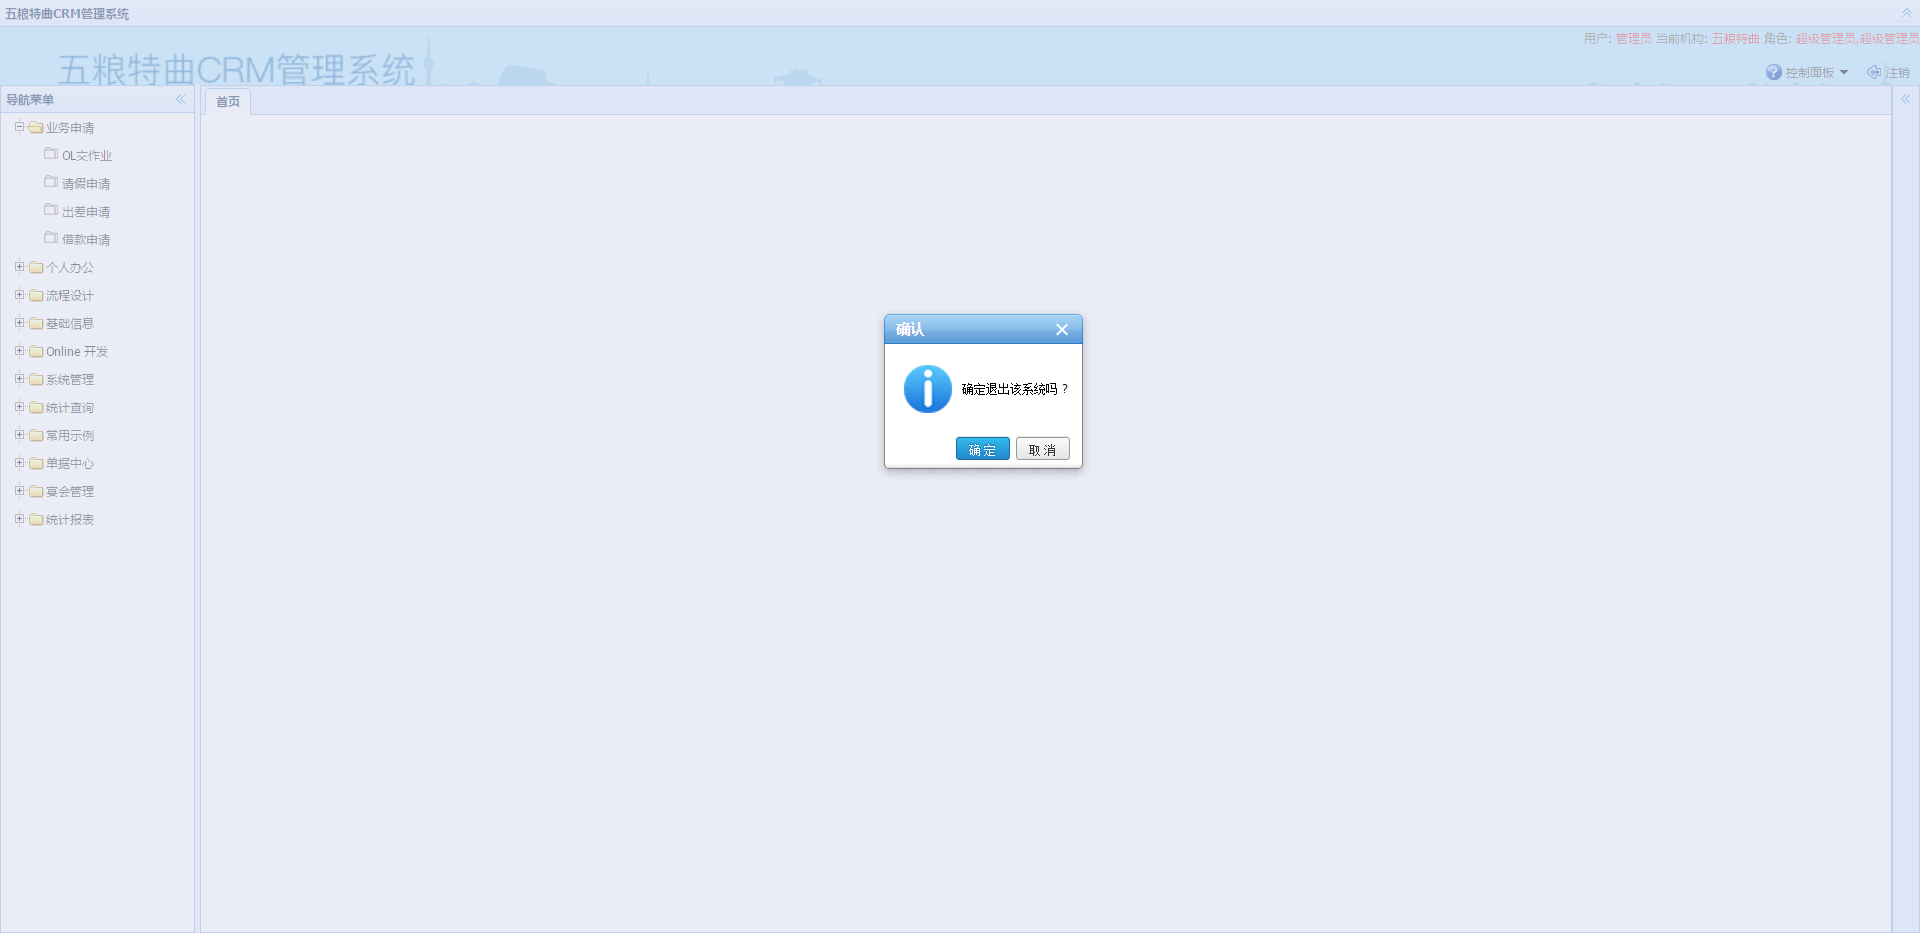 五粮特曲CRM管理系统
用户: 管理员 当前机构: 五粮特曲 角色: 超级管理员,超级管理员
五粮特曲CRM管理系统
控制面板 注销
导航菜单
首页
业务申请
OL交作业
请假申请
出差申请
借款申请
个人办公
流程设计
基础信息
Online 开发
系统管理
统计查询
常用示例
单据中心
宴会管理
统计报表
确认
确定退出该系统吗？
确定 取消